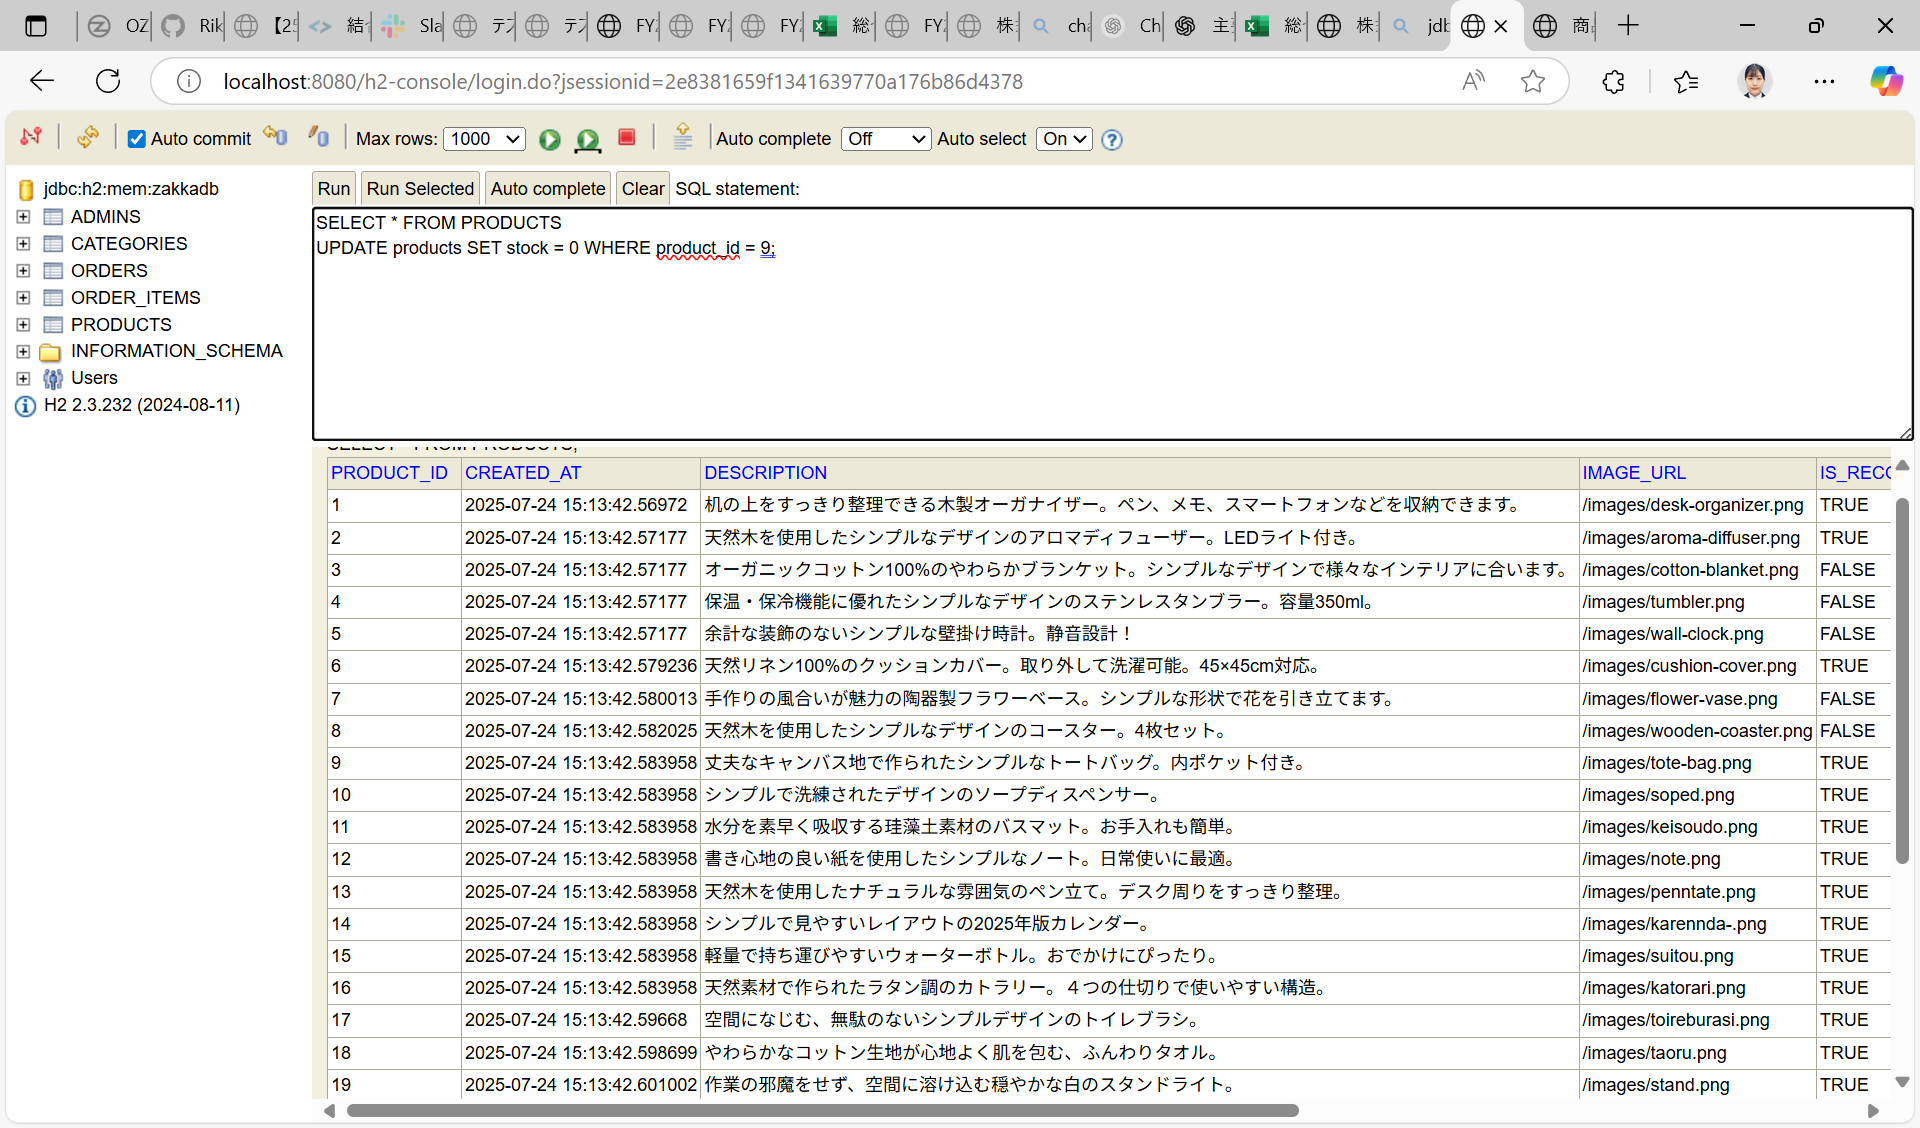 OZ
Rik
【25
結合
Sla
FY
FY
FY
総
FY
株
cha
Ch
主
総
株
jdb
商
localhost:8080/h2-console/login.do?jsessionid=2e8381659f1341639770a176b86d4378
Auto commit
Max rows: 1000
Auto complete Off
Auto select On
jdbc:h2:mem:zakkadb
ADMINS
CATEGORIES
ORDERS
ORDER_ITEMS
PRODUCTS
INFORMATION_SCHEMA
Users
H2 2.3.232 (2024-08-11)
Run Run Selected Auto complete Clear SQL statement:
SELECT * FROM PRODUCTS
UPDATE products SET stock = 0 WHERE product_id = 9;
SELECT * FROM PRODUCTS;
PRODUCT_ID CREATED_AT DESCRIPTION IMAGE_URL IS_RECO
1 2025-07-24 15:13:42.56972 机の上をすっきり整理できる木製オーガナイザー。ペン、メモ、スマートフォンなどを収納できます。 /images/desk-organizer.png TRUE
2 2025-07-24 15:13:42.57177 天然木を使用したシンプルなデザインのアロマディフューザー。LEDライト付き。 /images/aroma-diffuser.png TRUE
3 2025-07-24 15:13:42.57177 オーガニックコットン100%のやわらかブランケット。シンプルなデザインで様々なインテリアに合います。 /images/cotton-blanket.png FALSE
4 2025-07-24 15:13:42.57177 保温・保冷機能に優れたシンプルなデザインのステンレスタンブラー。容量350ml。 /images/tumbler.png FALSE
5 2025-07-24 15:13:42.57177 余計な装飾のないシンプルな壁掛け時計。静音設計！ /images/wall-clock.png FALSE
6 2025-07-24 15:13:42.579236 天然リネン100%のクッションカバー。取り外して洗濯可能。45×45cm対応。 /images/cushion-cover.png TRUE
7 2025-07-24 15:13:42.580013 手作りの風合いが魅力の陶器製フラワーベース。シンプルな形状で花を引き立てます。 /images/flower-vase.png FALSE
8 2025-07-24 15:13:42.582025 天然木を使用したシンプルなデザインのコースター。4枚セット。 /images/wooden-coaster.png FALSE
9 2025-07-24 15:13:42.583958 丈夫なキャンバス地で作られたシンプルなトートバッグ。内ポケット付き。 /images/tote-bag.png TRUE
10 2025-07-24 15:13:42.583958 シンプルで洗練されたデザインのソープディスペンサー。 /images/soped.png TRUE
11 2025-07-24 15:13:42.583958 水分を素早く吸収する珪藻土素材のバスマット。お手入れも簡単。 /images/keisoudo.png TRUE
12 2025-07-24 15:13:42.583958 書き心地の良い紙を使用したシンプルなノート。日常使いに最適。 /images/note.png TRUE
13 2025-07-24 15:13:42.583958 天然木を使用したナチュラルな雰囲気のペン立て。デスク周りをすっきり整理。 /images/penntate.png TRUE
14 2025-07-24 15:13:42.583958 シンプルで見やすいレイアウトの2025年版カレンダー。 /images/karennda-.png TRUE
15 2025-07-24 15:13:42.583958 軽量で持ち運びやすいウォーターボトル。おでかけにぴったり。 /images/suitou.png TRUE
16 2025-07-24 15:13:42.583958 天然素材で作られたラタン調のカトラリー。４つの仕切りで使いやすい構造。 /images/katorari.png TRUE
17 2025-07-24 15:13:42.59668 空間になじむ、無駄のないシンプルデザインのトイレブラシ。 /images/toireburasi.png TRUE
18 2025-07-24 15:13:42.598699 やわらかなコットン生地が心地よく肌を包む、ふんわりタオル。 /images/taoru.png TRUE
19 2025-07-24 15:13:42.601002 作業の邪魔をせず、空間に溶け込む穏やかな白のスタンドライト。 /images/stand.png TRUE